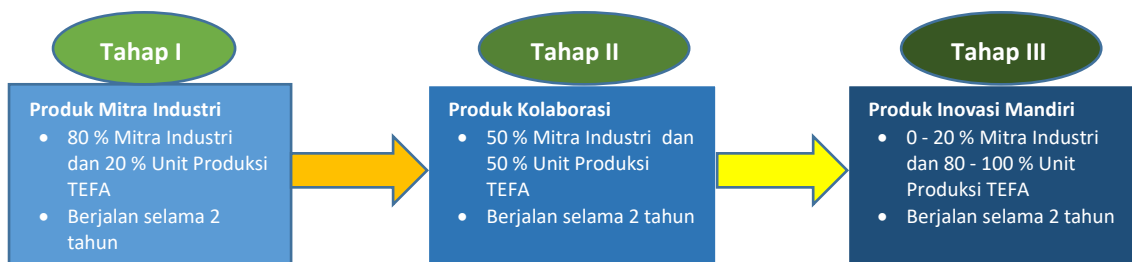 Tahap I
Produk Mitra Industri
• 80 % Mitra Industri
dan 20 % Unit Produksi
TEFA
• Berjalan selama 2
tahun
Tahap II
Produk Kolaborasi
• 50 % Mitra Industri dan
50 % Unit Produksi
TEFA
• Berjalan selama 2 tahun
Tahap III
Produk Inovasi Mandiri
• 0 - 20 % Mitra Industri
dan 80 - 100 % Unit
Produksi TEFA
• Berjalan selama 2 tahun